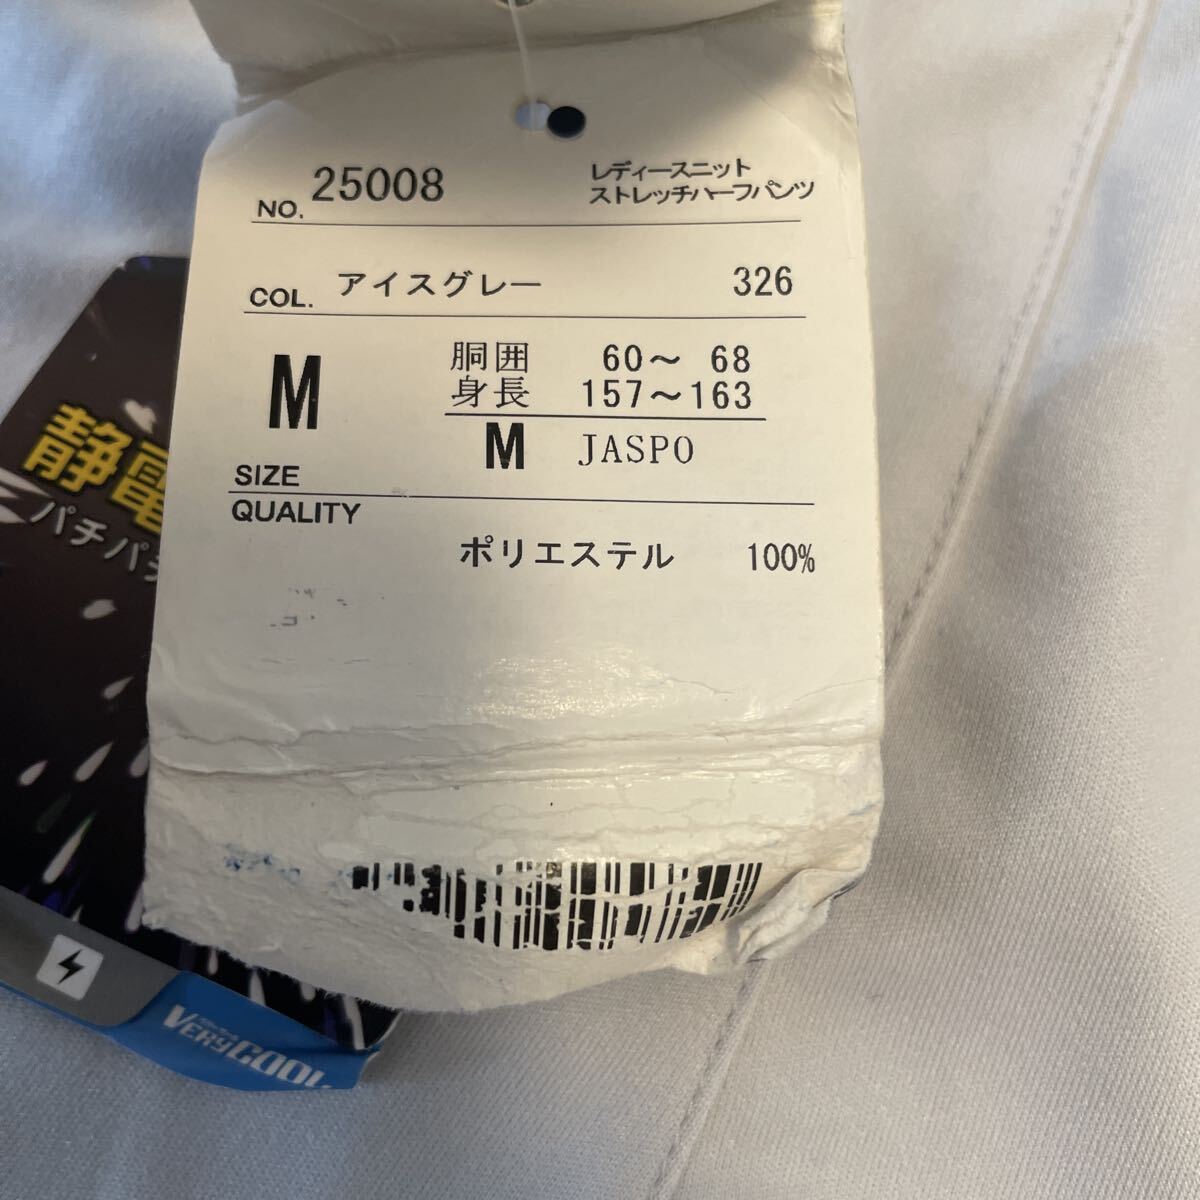 NO. 25008
レディースニット
ストレッチハーフパンツ
COL. アイスグレー 326
M
胴囲 60～ 68
身長 157～163
M JASPO
SIZE
QUALITY
ポリエステル 100%
静電
パチパチ
VERYCOOL